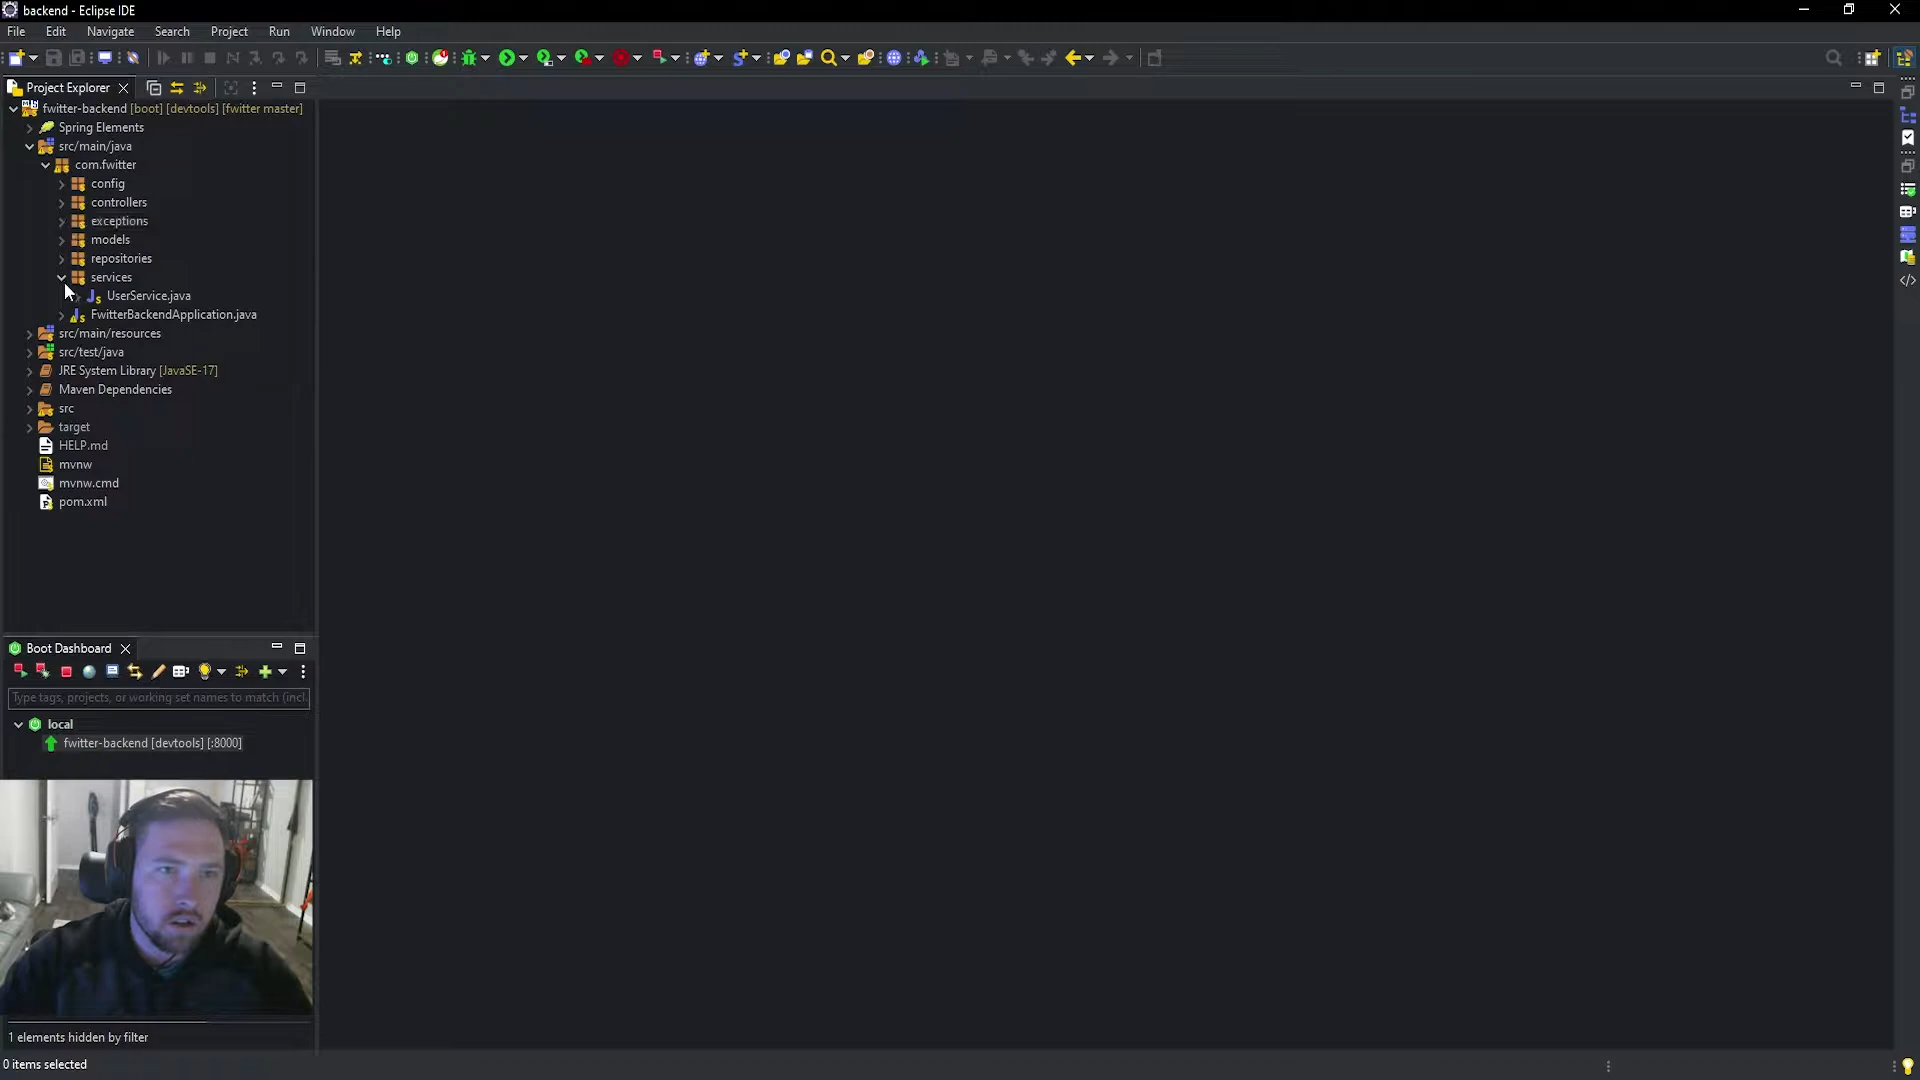 backend - Eclipse IDE
File Edit Navigate Search Project Run Window Help
Project Explorer
fwitter-backend [boot] [devtools] [fwitter master]
Spring Elements
src/main/java
com.fwitter
config
controllers
exceptions
models
repositories
services
UserService.java
FwitterBackendApplication.java
src/main/resources
src/test/java
JRE System Library [JavaSE-17]
Maven Dependencies
src
target
HELP.md
mvnw
mvnw.cmd
pom.xml
Boot Dashboard
Type tags, projects, or working set names to match (incl.
local
fwitter-backend [devtools] [:8000]
1 elements hidden by filter
0 items selected